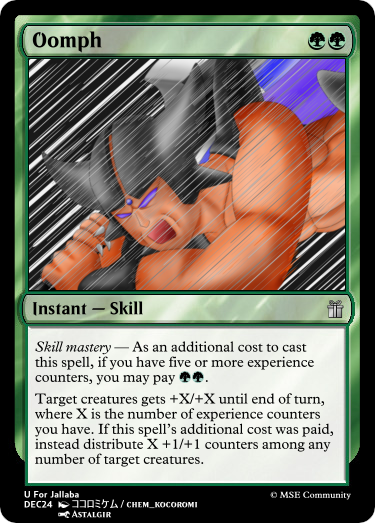 Oomph
Instant — Skill
Skill mastery — As an additional cost to cast
this spell, if you have five or more experience
counters, you may pay .
Target creatures gets +X/+X until end of turn,
where X is the number of experience counters
you have. If this spell's additional cost was paid,
instead distribute X +1/+1 counters among any
number of target creatures.
U For Jallaba
DEC24 ココロミケム / CHEM_KOCOROMI
ASTALGIR
© MSE Community